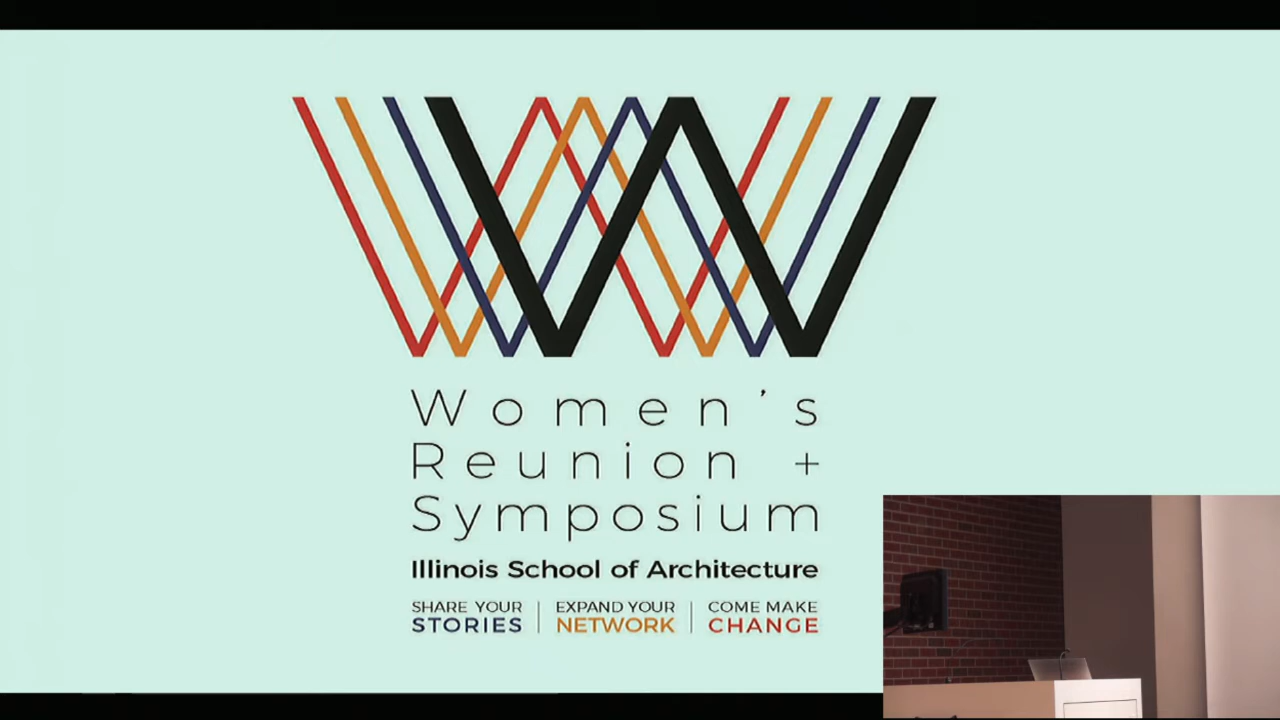 Women's
Reunion +
Symposium
Illinois School of Architecture
SHARE YOUR
STORIES
EXPAND YOUR
NETWORK
COME MAKE
CHANGE